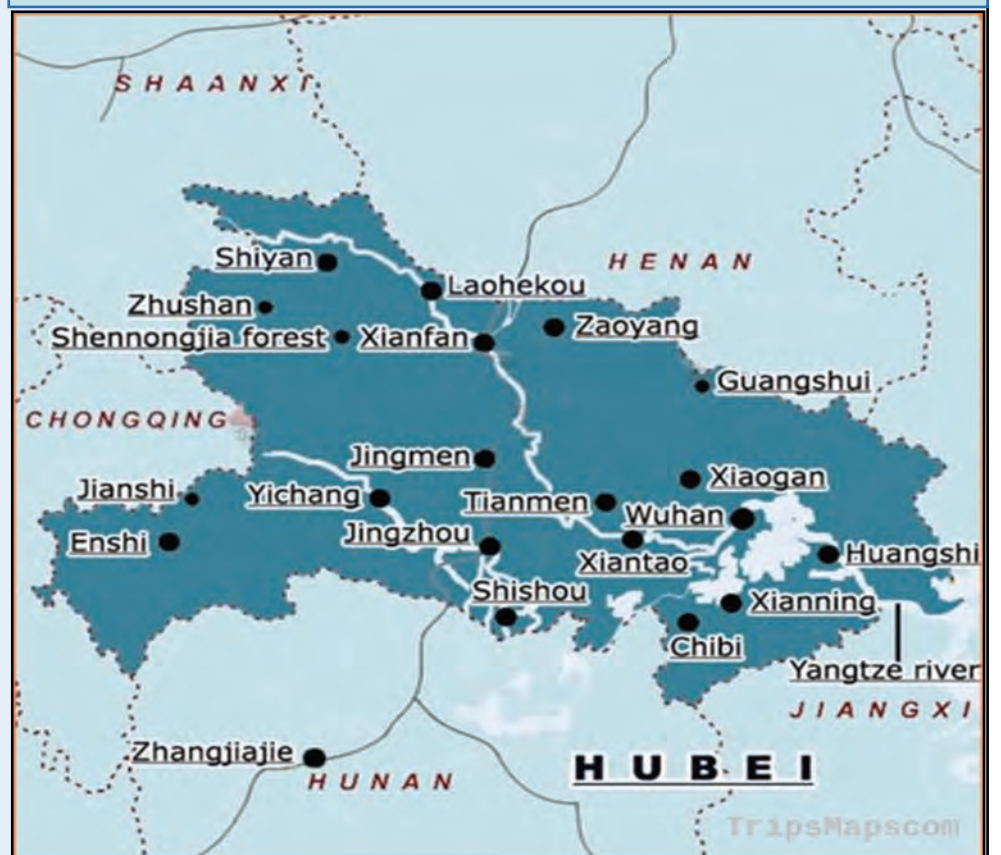 SHAANXI
HENAN
Shiyan
Laohekou
Zhushan
Zaoyang
Shennongjia forest
Xianfan
Guangshui
CHONGQING
Jingmen
Xiaogan
Jianshi
Yichang
Tianmen
Wuhan
Jingzhou
Enshi
Xiantao
Huangshi
Shishou
Xianning
Chibi
Yangtze river
JIANGXI
Zhangjiajie
HUNAN
HUBEI
TripsMapscom